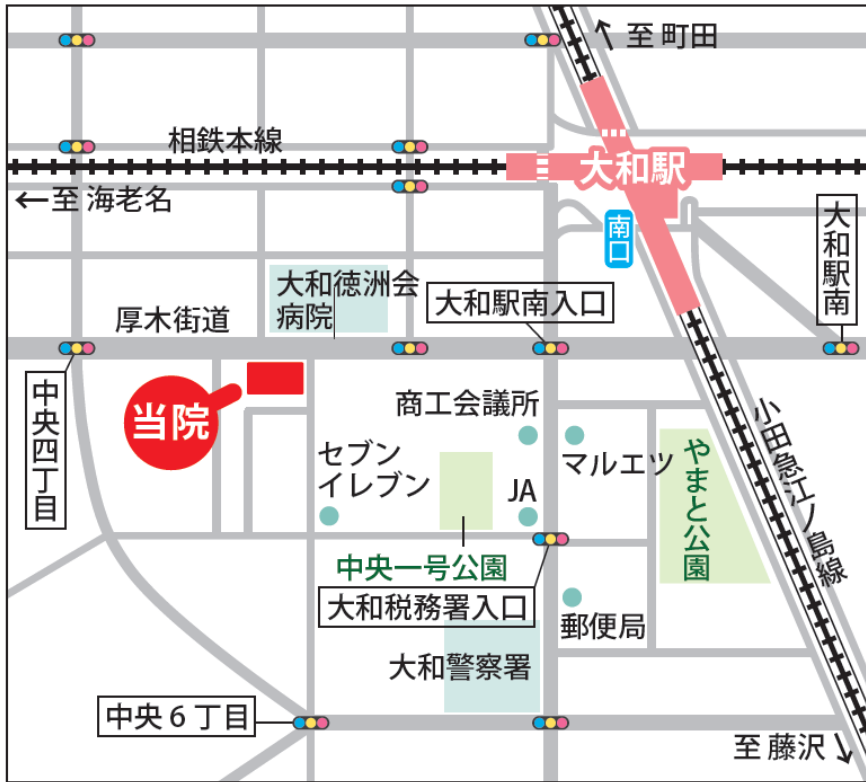 至 町田
相鉄本線
大和駅
←至 海老名
南口
大和駅南
大和徳洲会
病院
大和駅南入口
厚木街道
中央四丁目
当院
商工会議所
マルエツ
セブン
イレブン
JA
やまと公園
小田急江ノ島線
中央一号公園
大和税務署入口
郵便局
大和警察署
中央6丁目
至 藤沢